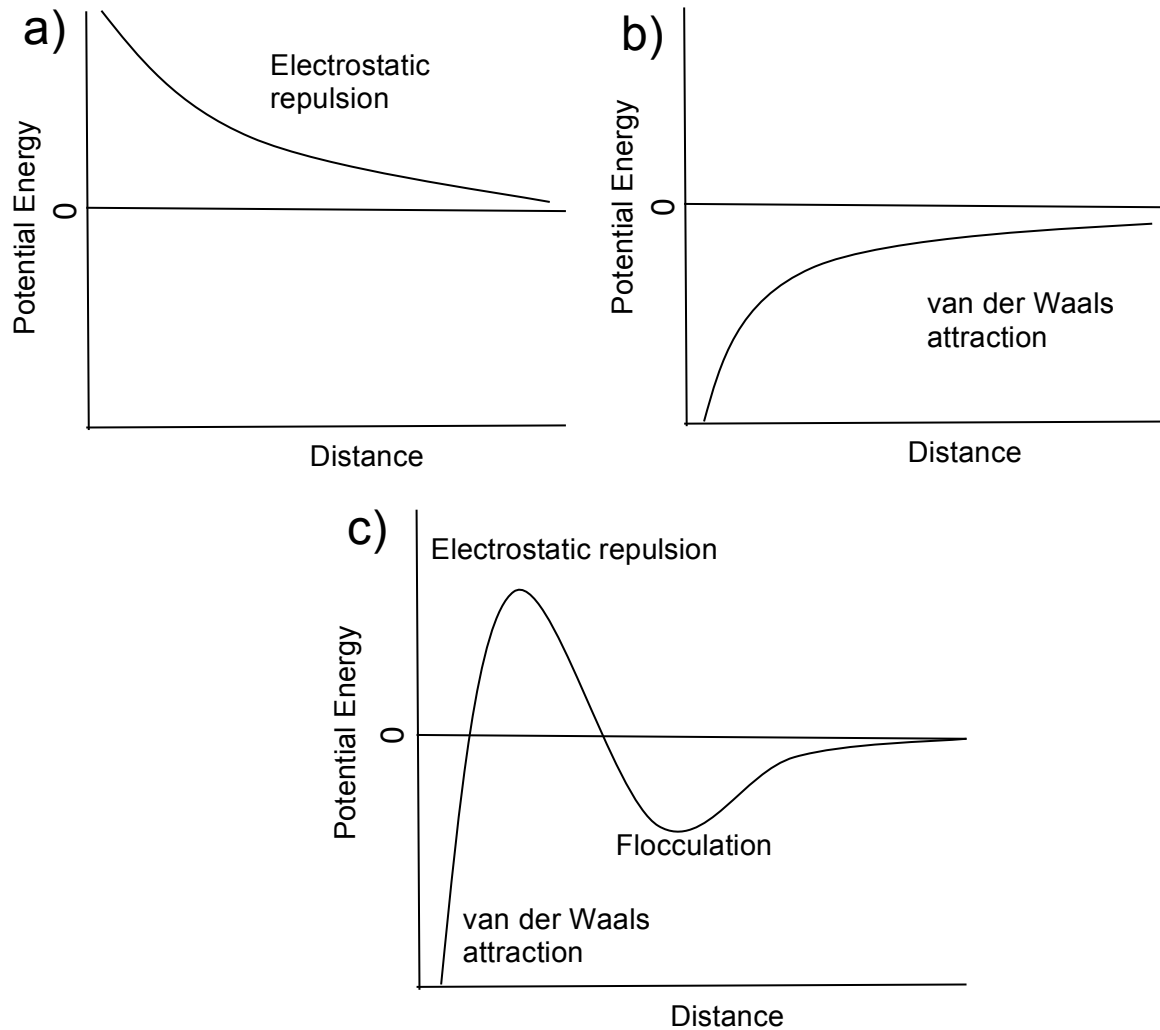 a)
Electrostatic
repulsion
Potential Energy
0
Distance
b)
Potential Energy
0
van der Waals
attraction
Distance
c)
Electrostatic repulsion
Potential Energy
0
Flocculation
van der Waals
attraction
Distance